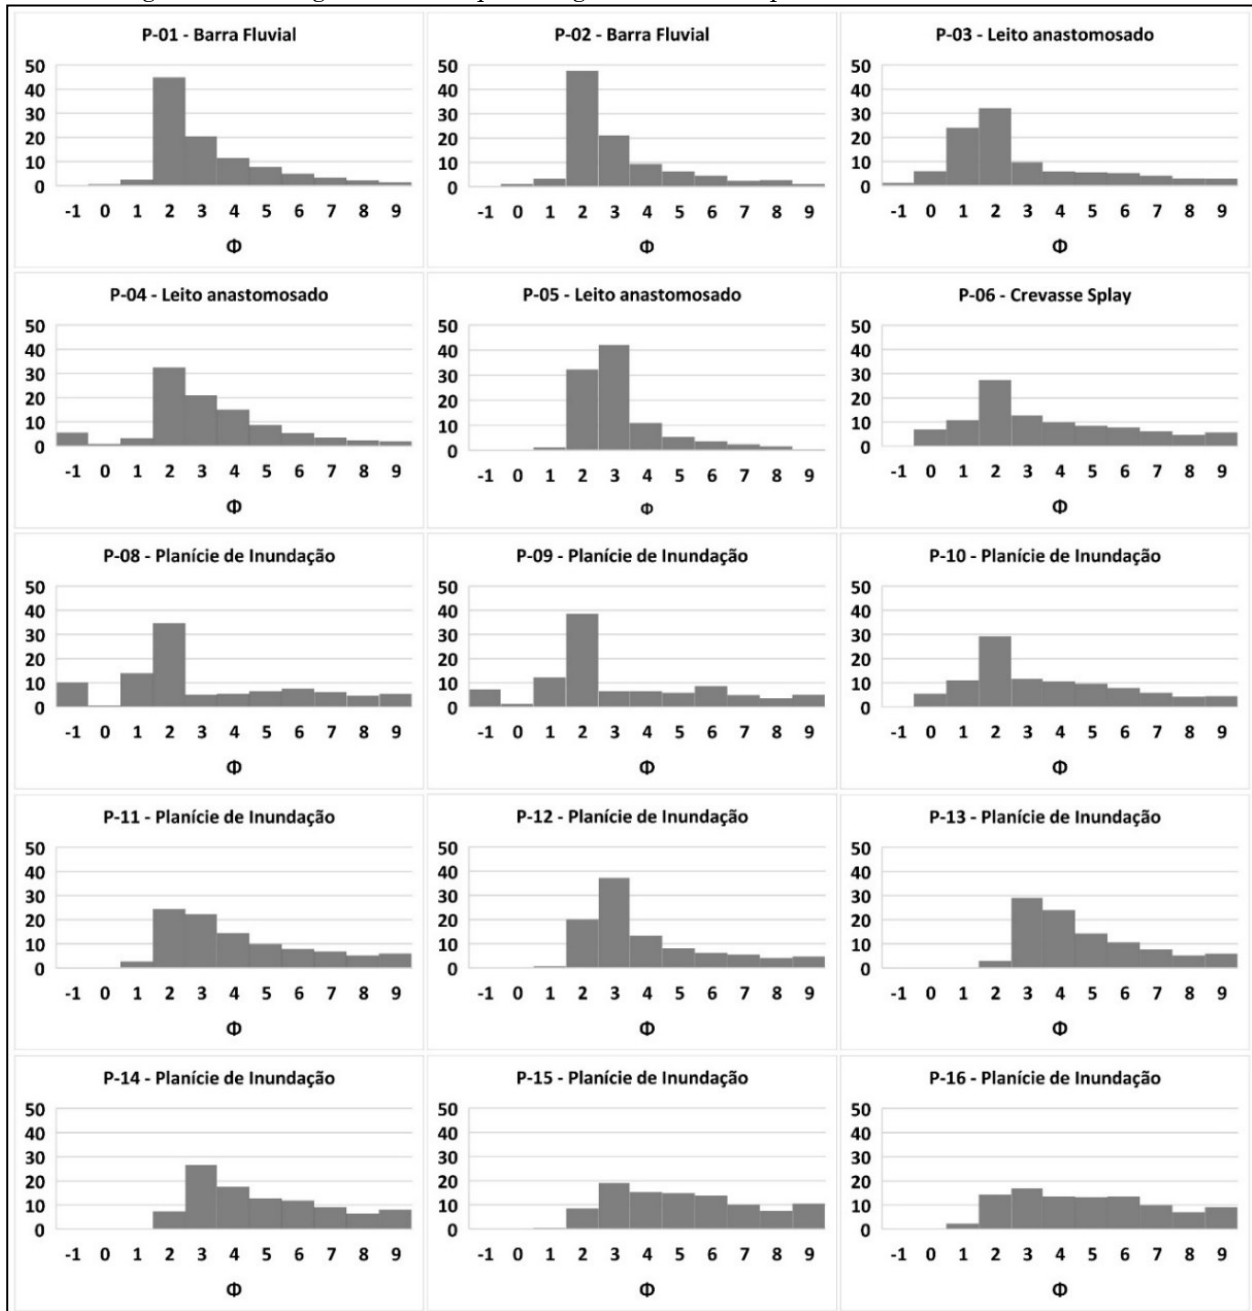 P-01 - Barra Fluvial
50
40
30
20
10
0
-1 0 1 2 3 4 5 6 7 8 9
Φ
P-02 - Barra Fluvial
50
40
30
20
10
0
-1 0 1 2 3 4 5 6 7 8 9
Φ
P-03 - Leito anastomosado
50
40
30
20
10
0
-1 0 1 2 3 4 5 6 7 8 9
Φ
P-04 - Leito anastomosado
50
40
30
20
10
0
-1 0 1 2 3 4 5 6 7 8 9
Φ
P-05 - Leito anastomosado
50
40
30
20
10
0
-1 0 1 2 3 4 5 6 7 8 9
Φ
P-06 - Crevasse Splay
50
40
30
20
10
0
-1 0 1 2 3 4 5 6 7 8 9
Φ
P-08 - Planície de Inundação
50
40
30
20
10
0
-1 0 1 2 3 4 5 6 7 8 9
Φ
P-09 - Planície de Inundação
50
40
30
20
10
0
-1 0 1 2 3 4 5 6 7 8 9
Φ
P-10 - Planície de Inundação
50
40
30
20
10
0
-1 0 1 2 3 4 5 6 7 8 9
Φ
P-11 - Planície de Inundação
50
40
30
20
10
0
-1 0 1 2 3 4 5 6 7 8 9
Φ
P-12 - Planície de Inundação
50
40
30
20
10
0
-1 0 1 2 3 4 5 6 7 8 9
Φ
P-13 - Planície de Inundação
50
40
30
20
10
0
-1 0 1 2 3 4 5 6 7 8 9
Φ
P-14 - Planície de Inundação
50
40
30
20
10
0
-1 0 1 2 3 4 5 6 7 8 9
Φ
P-15 - Planície de Inundação
50
40
30
20
10
0
-1 0 1 2 3 4 5 6 7 8 9
Φ
P-16 - Planície de Inundação
50
40
30
20
10
0
-1 0 1 2 3 4 5 6 7 8 9
Φ